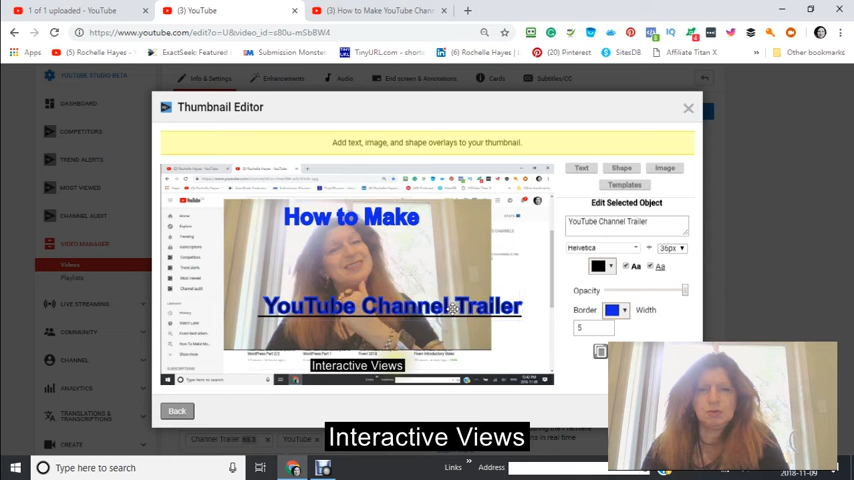 1 of 1 uploaded - YouTube
(3) YouTube
(3) How to Make YouTube Chann
https://www.youtube.com/edit?o=U&video_id=s80u-mSbBW4
Apps
(5) Rochelle Hayes - YouTube
ExactSeek: Featured
Submission Monster
TinyURL.com - shorte
(6) Rochelle Hayes | Li
(20) Pinterest
SitesDB
Affiliate Titan X
Other bookmarks
YOUTUBE STUDIO BETA
Info & Settings
Enhancements
Audio
End screen & Annotations
Cards
Subtitles/CC
DASHBOARD
COMPETITORS
TREND ALERTS
MOST VIEWED
CHANNEL AUDIT
VIDEO MANAGER
Videos
Playlists
LIVE STREAMING
COMMUNITY
CHANNEL
ANALYTICS
TRANSLATIONS &
TRANSCRIPTIONS
CREATE
Thumbnail Editor
Add text, image, and shape overlays to your thumbnail.
How to Make
YouTube Channel Trailer
Interactive Views
Text
Shape
Image
Templates
Edit Selected Object
YouTube Channel Trailer
Helvetica
36px
Aa
Aa
Opacity
Border
Width
5
Back
Channel Trailer
YouTube
in real time
Interactive Views
Type here to search
Links
Address
2018-11-09